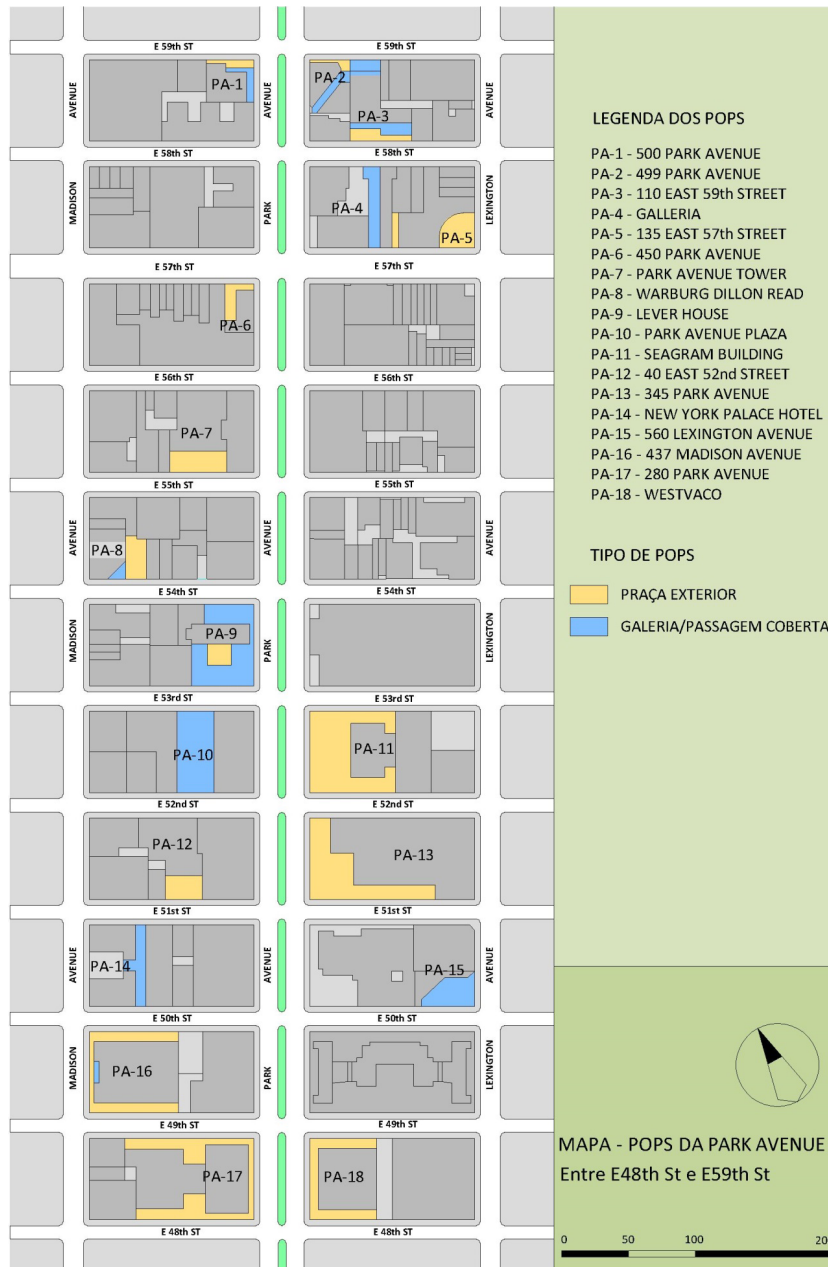 E 59th ST
E 59th ST
AVENUE
PA-1
AVENUE
PA-2
PA-3
AVENUE
E 58th ST
E 58th ST
MADISON
PARK
PA-4
PA-5
LEXINGTON
E 57th ST
E 57th ST
PA-6
E 56th ST
E 56th ST
PA-7
E 55th ST
E 55th ST
AVENUE
PA-8
AVENUE
AVENUE
E 54th ST
E 54th ST
MADISON
PA-9
PARK
LEXINGTON
E 53rd ST
E 53rd ST
PA-10
PA-11
E 52nd ST
E 52nd ST
PA-12
PA-13
E 51st ST
E 51st ST
AVENUE
PA-14
AVENUE
PA-15
AVENUE
E 50th ST
E 50th ST
MADISON
PA-16
PARK
LEXINGTON
E 49th ST
E 49th ST
PA-17
PA-18
E 48th ST
E 48th ST
LEGENDA DOS POPS
PA-1 - 500 PARK AVENUE
PA-2 - 499 PARK AVENUE
PA-3 - 110 EAST 59th STREET
PA-4 - GALLERIA
PA-5 - 135 EAST 57th STREET
PA-6 - 450 PARK AVENUE
PA-7 - PARK AVENUE TOWER
PA-8 - WARBURG DILLON READ
PA-9 - LEVER HOUSE
PA-10 - PARK AVENUE PLAZA
PA-11 - SEAGRAM BUILDING
PA-12 - 40 EAST 52nd STREET
PA-13 - 345 PARK AVENUE
PA-14 - NEW YORK PALACE HOTEL
PA-15 - 560 LEXINGTON AVENUE
PA-16 - 437 MADISON AVENUE
PA-17 - 280 PARK AVENUE
PA-18 - WESTVACO
TIPO DE POPS
PRAÇA EXTERIOR
GALERIA/PASSAGEM COBERTA
MAPA - POPS DA PARK AVENUE
Entre E48th St e E59th St
0 50 100 200